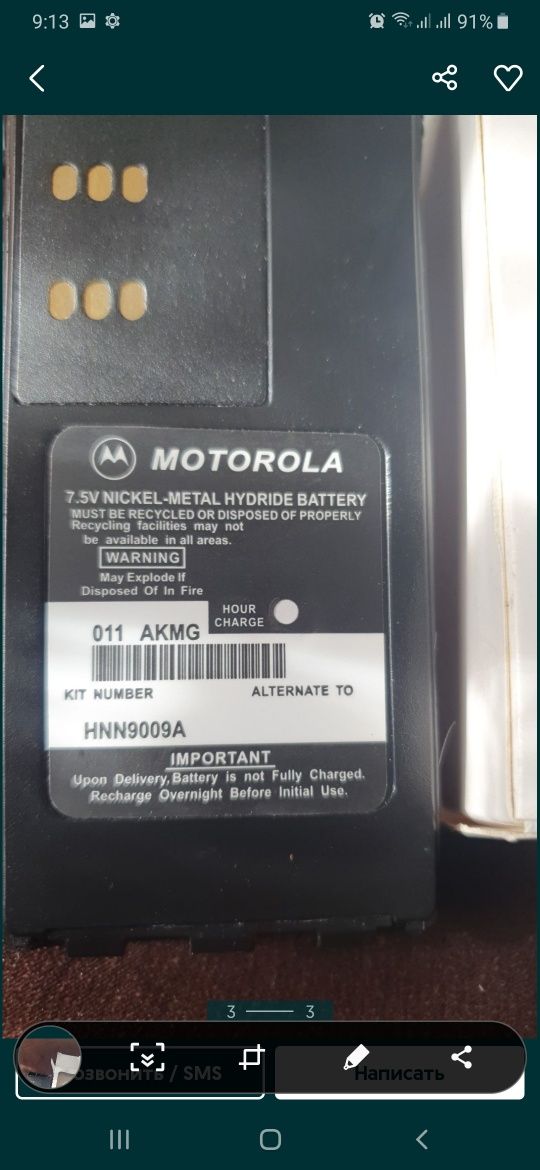 9:13
91%
MOTOROLA
7.5V NICKEL-METAL HYDRIDE BATTERY
MUST BE RECYCLED OR DISPOSED OF PROPERLY
Recycling facilities may not
be available in all areas.
WARNING
May Explode If
Disposed Of In Fire
HOUR
CHARGE
011 AKMG
KIT NUMBER
ALTERNATE TO
HNN9009A
IMPORTANT
Upon Delivery, Battery is not Fully Charged.
Recharge Overnight Before Initial Use.
3 3
/ SMS
Написать